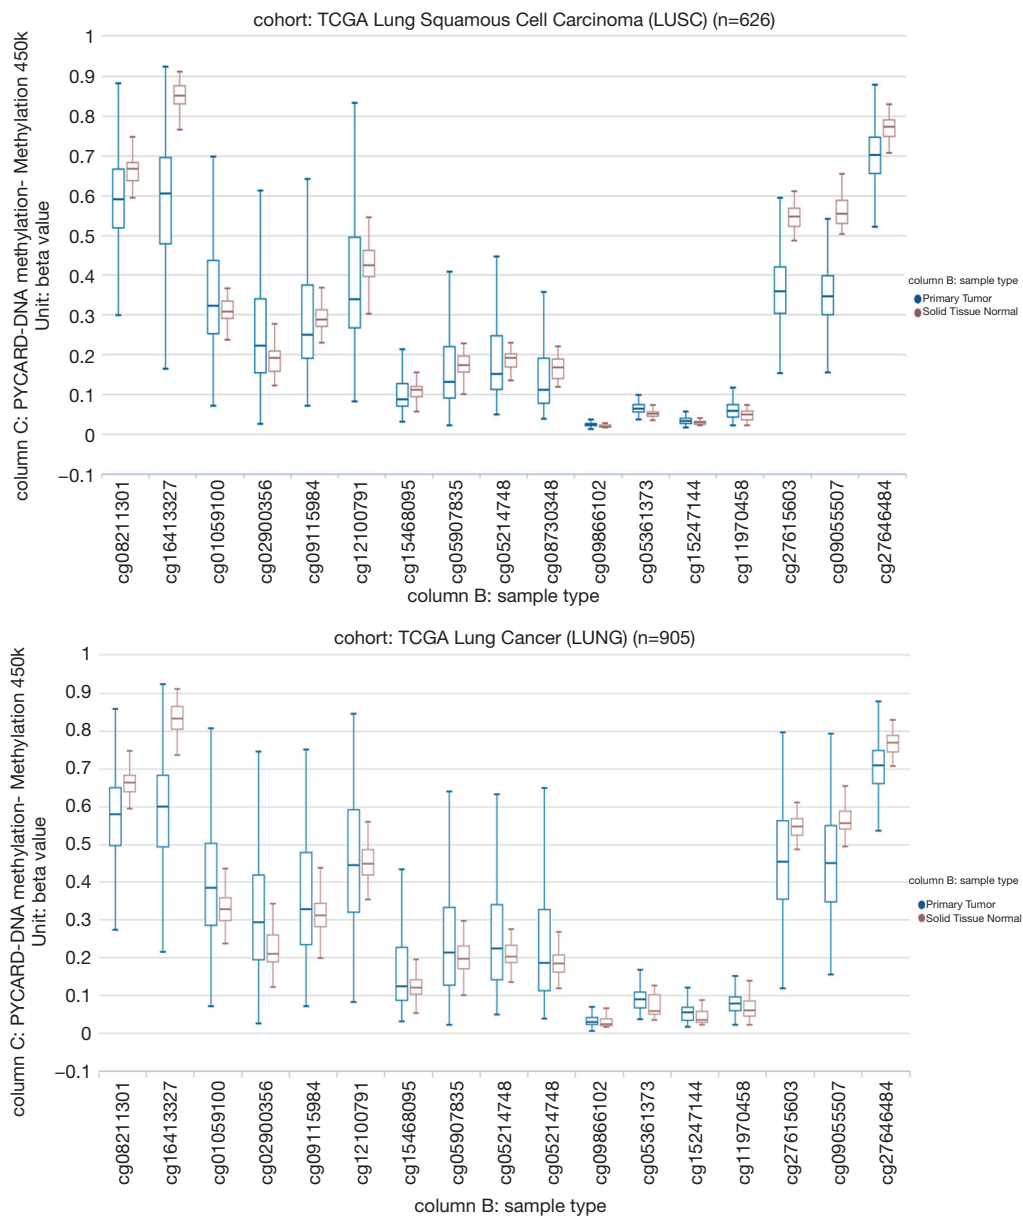 cohort: TCGA Lung Squamous Cell Carcinoma (LUSC) (n=626)
column C: PYCARD-DNA methylation- Methylation 450k
Unit: beta value
1
0.9
0.8
0.7
0.6
0.5
0.4
0.3
0.2
0.1
0
−0.1
cg08211301
cg16413327
cg01059100
cg02900356
cg09115984
cg12100791
cg15468095
cg05907835
cg05214748
cg08730348
cg09866102
cg05361373
cg15247144
cg11970458
cg27615603
cg09055507
cg27646484
column B: sample type
column B: sample type
Primary Tumor
Solid Tissue Normal
cohort: TCGA Lung Cancer (LUNG) (n=905)
column C: PYCARD-DNA methylation- Methylation 450k
Unit: beta value
1
0.9
0.8
0.7
0.6
0.5
0.4
0.3
0.2
0.1
0
−0.1
cg08211301
cg16413327
cg01059100
cg02900356
cg09115984
cg12100791
cg15468095
cg05907835
cg05214748
cg05214748
cg09866102
cg05361373
cg15247144
cg11970458
cg27615603
cg09055507
cg27646484
column B: sample type
column B: sample type
Primary Tumor
Solid Tissue Normal